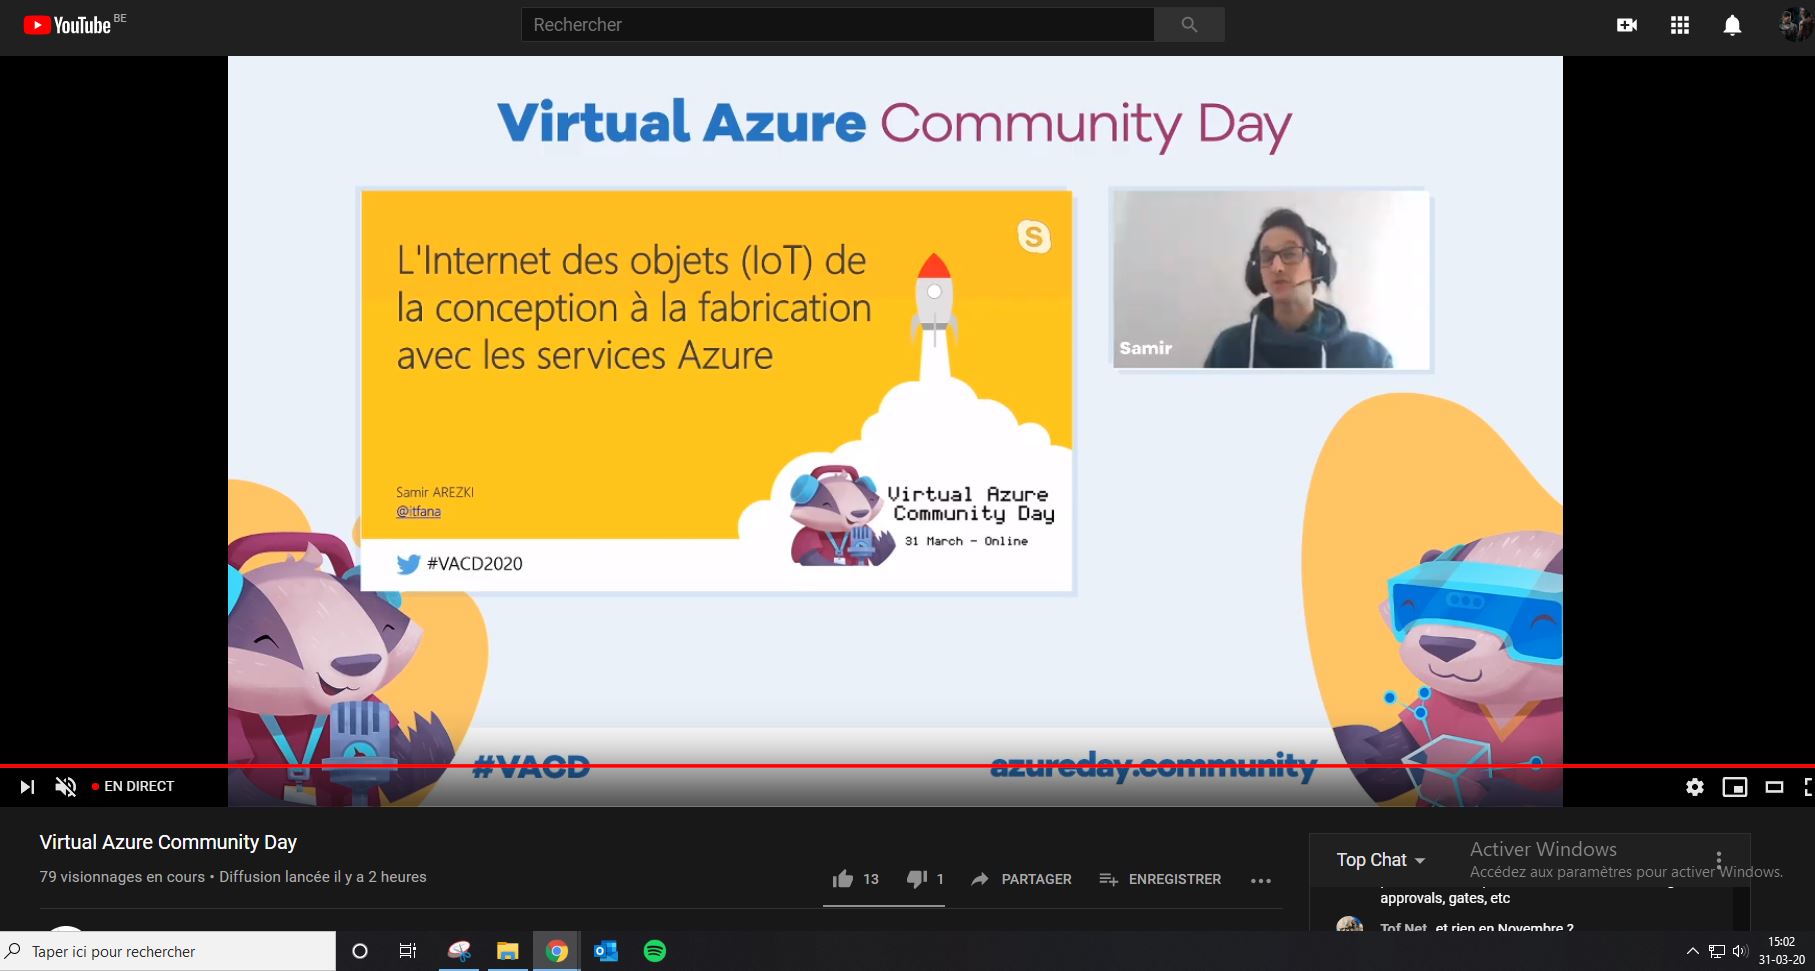 YouTube BE
Rechercher
Virtual Azure Community Day
L'Internet des objets (IoT) de
la conception à la fabrication
avec les services Azure
S
Samir AREZKI
@itfana
#VACD2020
Virtual Azure
Community Day
31 March - Online
Samir
#VACD
azureday.community
EN DIRECT
Virtual Azure Community Day
79 visionnages en cours • Diffusion lancée il y a 2 heures
13
1
PARTAGER
ENREGISTRER
Top Chat
Activer Windows
Accédez aux paramètres pour activer Windows.
approvals, gates, etc
Tof Net et rien en Novembre ?
Taper ici pour rechercher
15:02
31-03-20